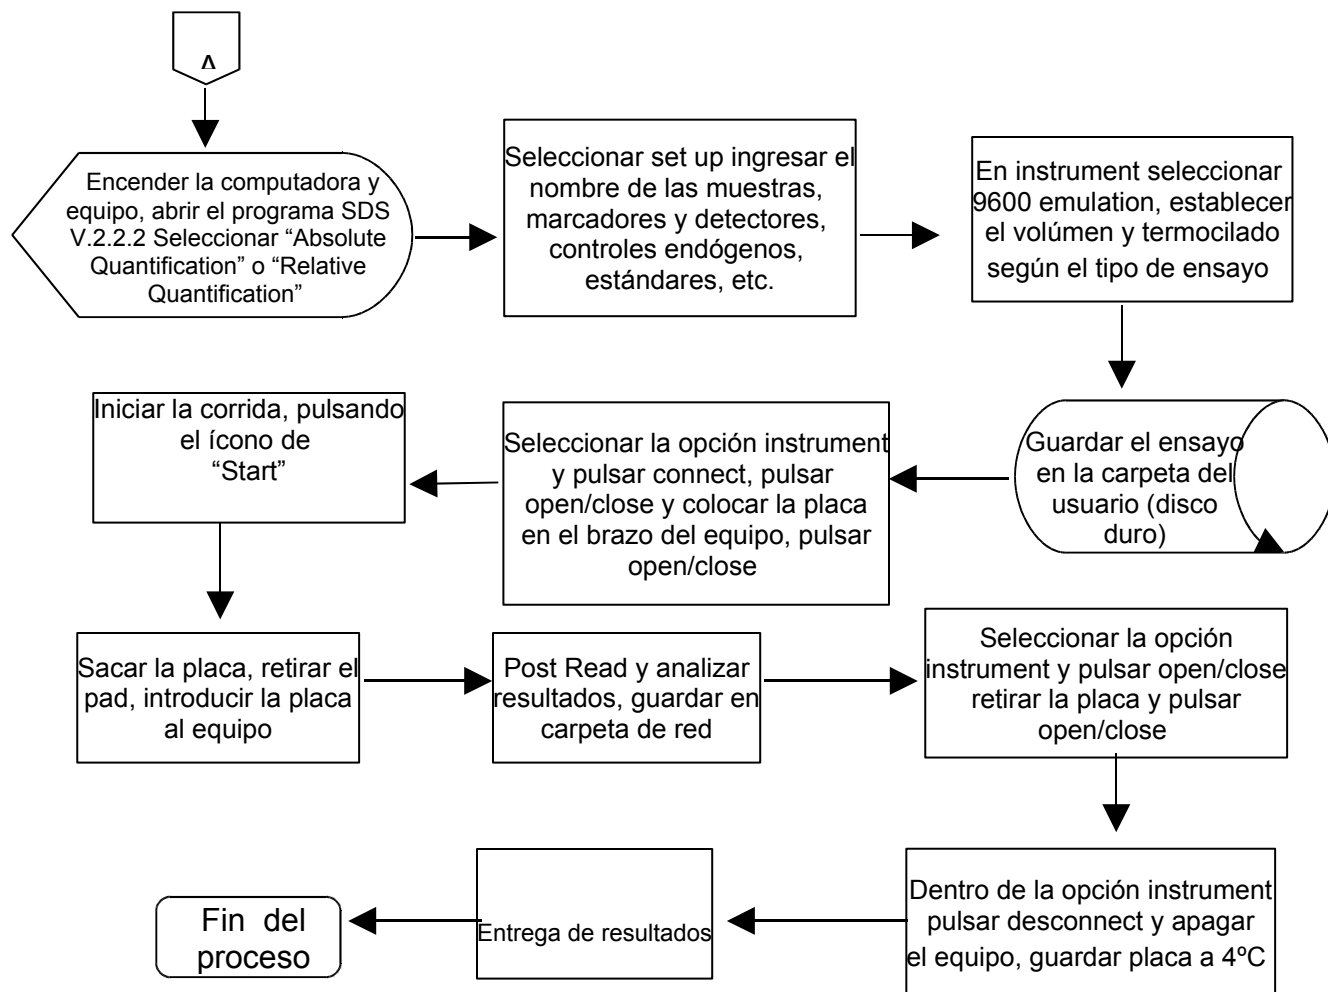 A
Encender la computadora y
equipo, abrir el programa SDS
V.2.2.2 Seleccionar “Absolute
Quantification” o “Relative
Quantification”
Seleccionar set up ingresar el
nombre de las muestras,
marcadores y detectores,
controles endógenos,
estándares, etc.
En instrument seleccionar
9600 emulation, establecer
el volúmen y termocilado
según el tipo de ensayo
Guardar el ensayo
en la carpeta del
usuario (disco
duro)
Seleccionar la opción instrument
y pulsar connect, pulsar
open/close y colocar la placa
en el brazo del equipo, pulsar
open/close
Iniciar la corrida, pulsando
el ícono de
“Start”
Sacar la placa, retirar el
pad, introducir la placa
al equipo
Post Read y analizar
resultados, guardar en
carpeta de red
Seleccionar la opción
instrument y pulsar open/close
retirar la placa y pulsar
open/close
Dentro de la opción instrument
pulsar desconnect y apagar
el equipo, guardar placa a 4ºC
Entrega de resultados
Fin del
proceso